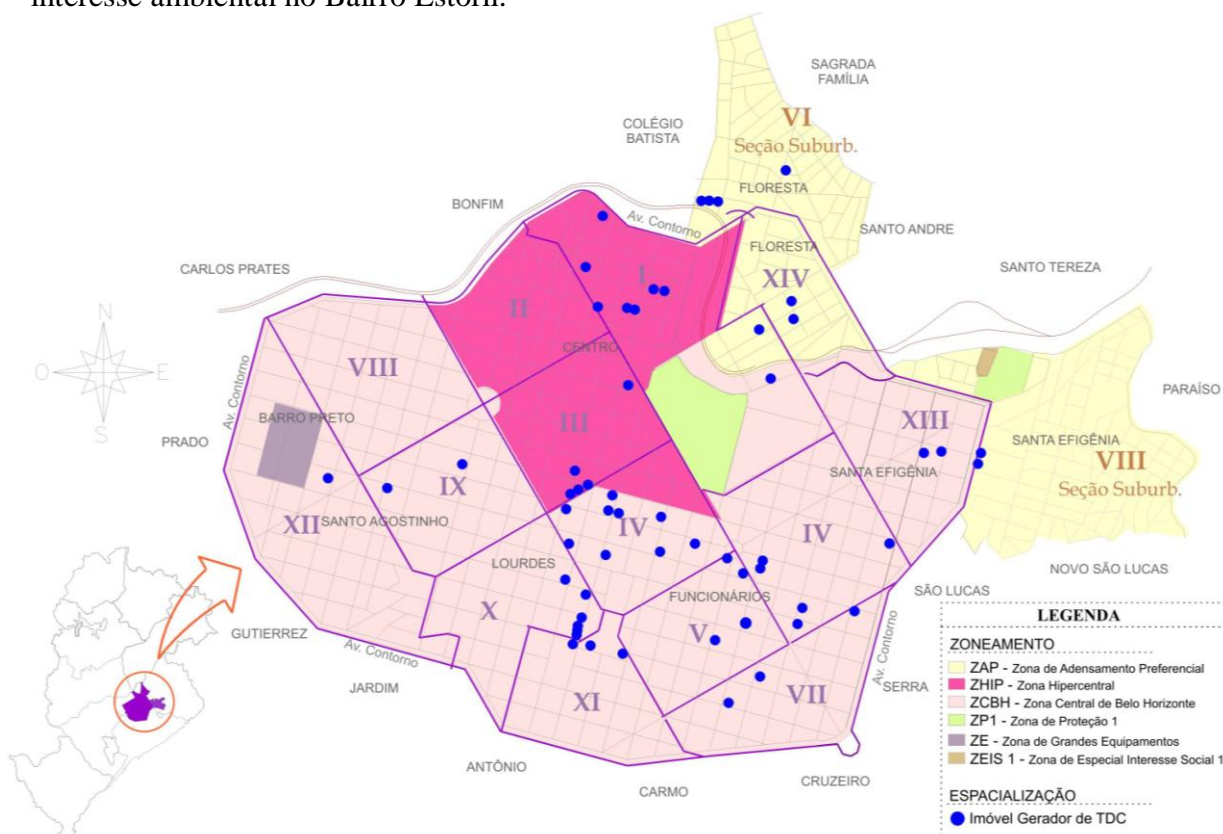 interesse ambiental no Bairro Estoril.
SAGRADA
FAMÍLIA
COLÉGIO
BATISTA
VI
Seção Suburb.
FLORESTA
BONFIM
Av. Contorno
FLORESTA
SANTO ANDRE
CARLOS PRATES
I
XIV
SANTO TEREZA
II
N
O
E
S
CENTRO
VIII
Av. Contorno
BARRO PRETO
PARAÍSO
PRADO
III
XIII
SANTA EFIGÊNIA
SANTA EFIGÊNIA
VIII
Seção Suburb.
IX
XII
SANTO AGOSTINHO
IV
IV
LOURDES
NOVO SÃO LUCAS
FUNCIONÁRIOS
SÃO LUCAS
X
V
GUTIERREZ
Av. Contorno
JARDIM
Av. Contorno
SERRA
VII
XI
ANTÔNIO
CARMO
CRUZEIRO
LEGENDA
ZONEAMENTO
ZAP - Zona de Adensamento Preferencial
ZHIP - Zona Hipercentral
ZCBH - Zona Central de Belo Horizonte
ZP1 - Zona de Proteção 1
ZE - Zona de Grandes Equipamentos
ZEIS 1 - Zona de Especial Interesse Social 1
ESPACIALIZAÇÃO
Imóvel Gerador de TDC